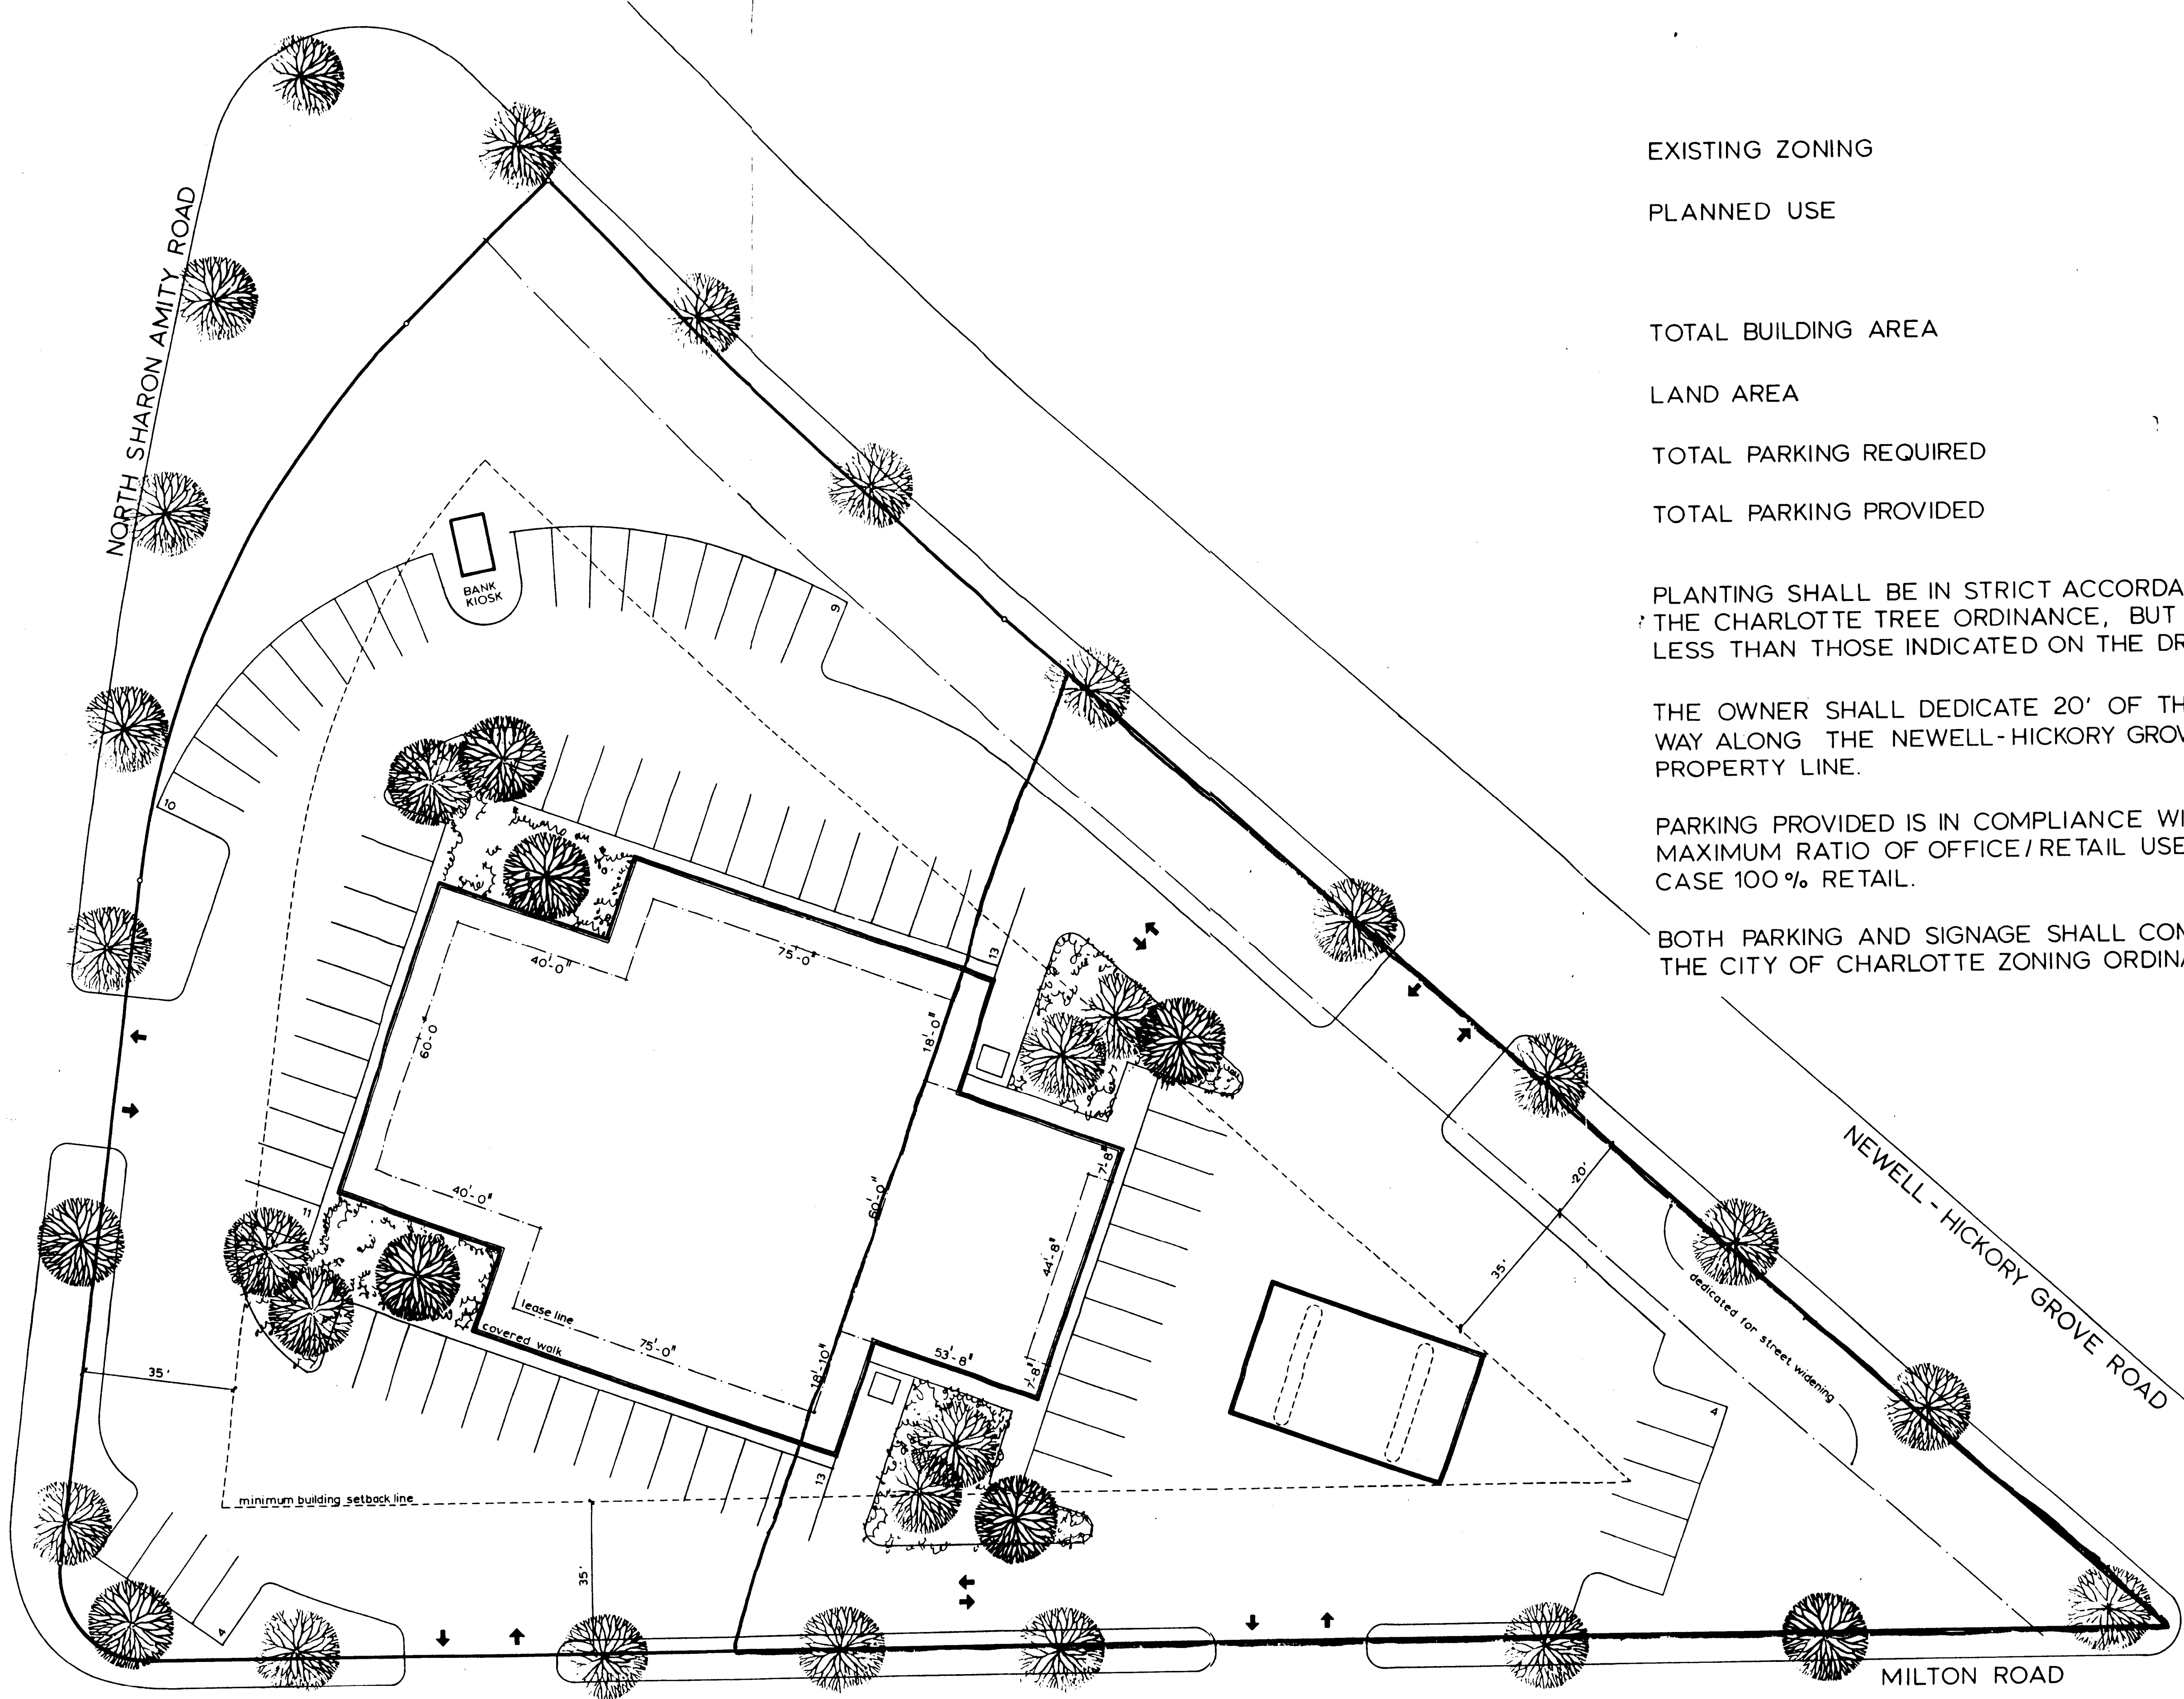 EXISTING ZONING
PLANNED USE
TOTAL BUILDING AREA
LAND AREA
TOTAL PARKING REQUIRED
TOTAL PARKING PROVIDED
PLANTING SHALL BE IN STRICT ACCORDA
THE CHARLOTTE TREE ORDINANCE, BUT
LESS THAN THOSE INDICATED ON THE DR
THE OWNER SHALL DEDICATE 20' OF TH
WAY ALONG THE NEWELL-HICKORY GROV
PROPERTY LINE.
PARKING PROVIDED IS IN COMPLIANCE WI
MAXIMUM RATIO OF OFFICE/RETAIL USE
CASE 100% RETAIL.
BOTH PARKING AND SIGNAGE SHALL COM
THE CITY OF CHARLOTTE ZONING ORDINA
NORTH SHARON AMITY ROAD
BANK
KIOSK
9
10
40'-0"
75'-0"
13
60'-0
18'-0"
40'-0"
11
60'-0"
7'-8"
44'-8"
lease line
covered walk
75'-0"
18'-10"
53'-8"
7'-8"
13
35'
minimum building setback line
35'
4
20'
35'
dedicated for street widening
4
NEWELL-HICKORY GROVE ROAD
MILTON ROAD